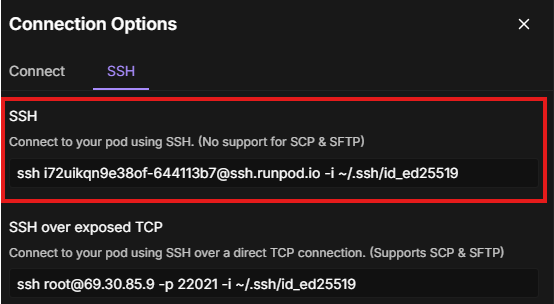 Connection Options
Connect SSH
SSH
Connect to your pod using SSH. (No support for SCP & SFTP)
ssh i72uikqn9e38of-644113b7@ssh.runpod.io -i ~/.ssh/id_ed25519
SSH over exposed TCP
Connect to your pod using SSH over a direct TCP connection. (Supports SCP & SFTP)
ssh root@69.30.85.9 -p 22021 -i ~/.ssh/id_ed25519